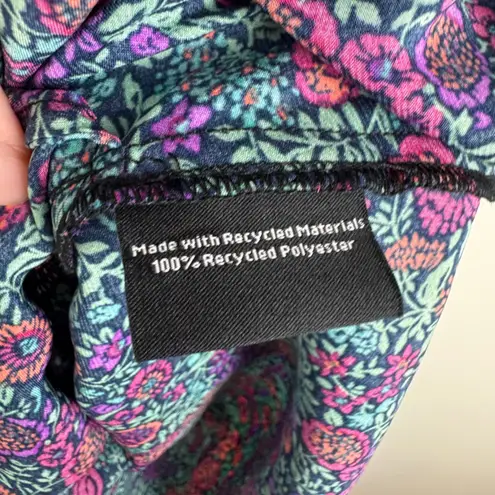 Made with Recycled Materials
100% Recycled Polyester